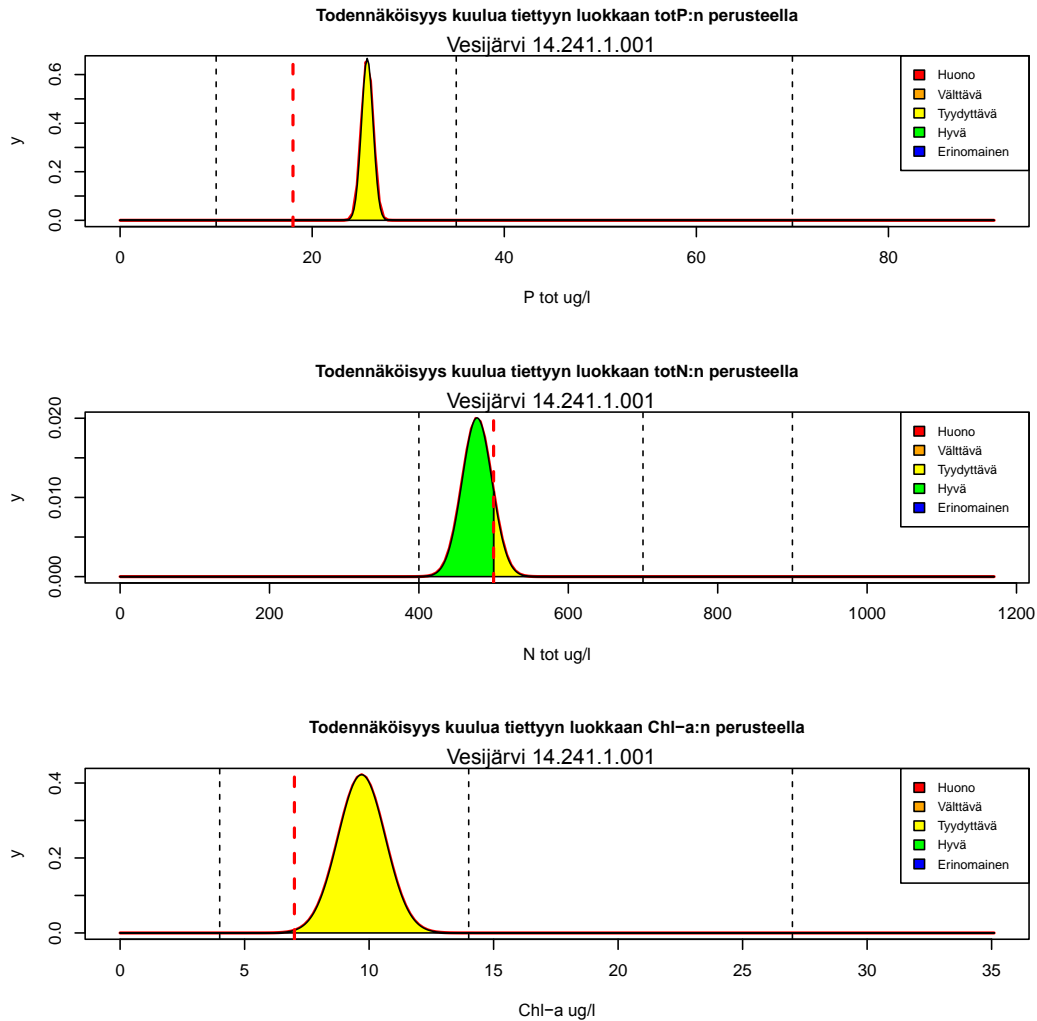 Todennäköisyys kuulua tiettyyn luokkaan totP:n perusteella
Vesijärvi 14.241.1.001
y
0.0
0.2
0.4
0.6
0
20
40
60
80
P tot ug/l
Huono
Välttävä
Tyydyttävä
Hyvä
Erinomainen
Todennäköisyys kuulua tiettyyn luokkaan totN:n perusteella
Vesijärvi 14.241.1.001
y
0.000
0.010
0.020
0
200
400
600
800
1000
1200
N tot ug/l
Huono
Välttävä
Tyydyttävä
Hyvä
Erinomainen
Todennäköisyys kuulua tiettyyn luokkaan Chl−a:n perusteella
Vesijärvi 14.241.1.001
y
0.0
0.2
0.4
0
5
10
15
20
25
30
35
Chl−a ug/l
Huono
Välttävä
Tyydyttävä
Hyvä
Erinomainen